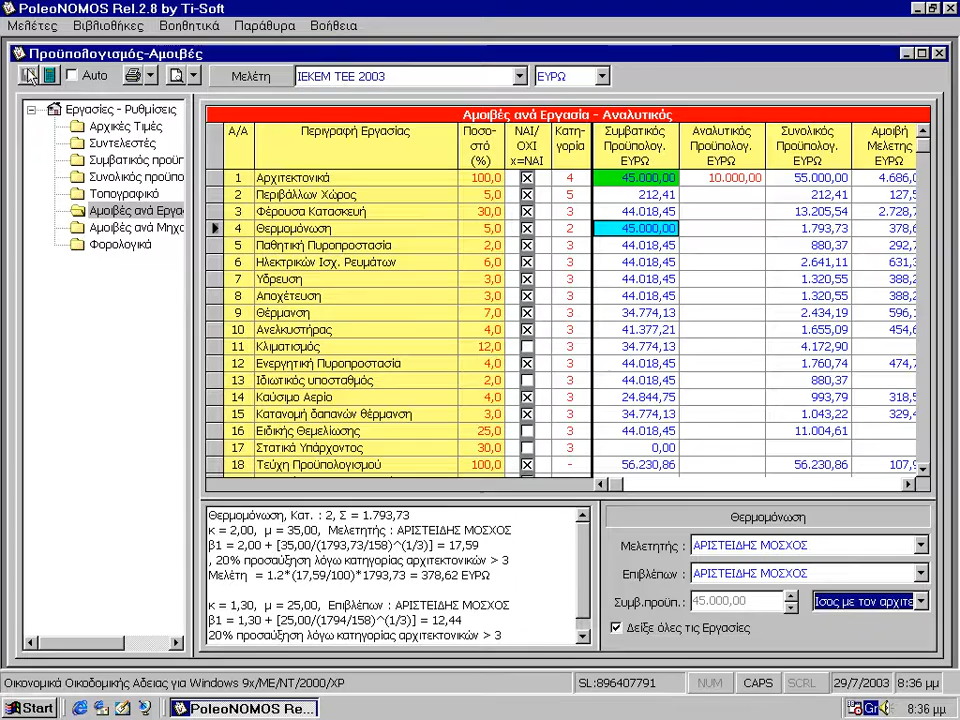 PoleoNOMOS Rel.2.8 by Ti-Soft
Μελέτες Βιβλιοθήκες Βοηθητικά Παράθυρα Βοήθεια
Προϋπολογισμός-Αμοιβές
Auto Μελέτη ΙΕΚΕΜ ΤΕΕ 2003 ΕΥΡΩ
Εργασίες - Ρυθμίσεις
Αρχικές Τιμές
Συντελεστές
Συμβατικός προϋπ
Συνολικός προϋπο
Τοπογραφικό
Αμοιβές ανά Εργα
Αμοιβές ανά Μηχα
Φορολογικά
Αμοιβές ανά Εργασία - Αναλυτικός
Α/Α Περιγραφή Εργασίας Ποσο- ΝΑΙ/ Κατη- Συμβατικός Αναλυτικός Συνολικός Αμοιβή
στό ΟΧΙ γορία Προϋπολογ. Προϋπολογ. Προϋπολογ. Μελετης
(%) x=ΝΑΙ ΕΥΡΩ ΕΥΡΩ ΕΥΡΩ ΕΥΡΩ
1 Αρχιτεκτονικά 100,0 4 45.000,00 10.000,00 55.000,00 4.686,0
2 Περιβάλλων Χώρος 5,0 5 212,41 212,41 127,5
3 Φέρουσα Κατασκευή 30,0 3 44.018,45 13.205,54 2.728,7
4 Θερμομόνωση 5,0 2 45.000,00 1.793,73 378,6
5 Παθητική Πυροπροστασία 2,0 3 44.018,45 880,37 292,7
6 Ηλεκτρικών Ισχ. Ρευμάτων 6,0 3 44.018,45 2.641,11 631,3
7 Ύδρευση 3,0 3 44.018,45 1.320,55 388,2
8 Αποχέτευση 3,0 3 44.018,45 1.320,55 388,2
9 Θέρμανση 7,0 3 34.774,13 2.434,19 596,1
10 Ανελκυστήρας 4,0 3 41.377,21 1.655,09 454,6
11 Κλιματισμός 12,0 3 34.774,13 4.172,90
12 Ενεργητική Πυροπροστασία 4,0 3 44.018,45 1.760,74 474,7
13 Ιδιωτικός υποσταθμός 2,0 3 44.018,45 880,37
14 Καύσιμο Αερίο 4,0 3 24.844,75 993,79 318,5
15 Κατανομή δαπανών θέρμανση 3,0 3 34.774,13 1.043,22 329,4
16 Ειδικής Θεμελίωσης 25,0 3 44.018,45 11.004,61
17 Στατικά Υπάρχοντος 30,0 3 0,00
18 Τεύχη Προϋπολογισμού 100,0 - 56.230,86 56.230,86 107,9
Θερμομόνωση, Κατ. : 2, Σ = 1.793,73
κ = 2,00, μ = 35,00, Μελετητής : ΑΡΙΣΤΕΙΔΗΣ ΜΟΣΧΟΣ
β1 = 2,00 + [35,00/(1793,73/158)^(1/3)] = 17,59
, 20% προσαύξηση λόγω κατηγορίας αρχιτεκτονικών > 3
Μελέτη = 1.2*(17,59/100)*1793,73 = 378,62 ΕΥΡΩ
κ = 1,30, μ = 25,00, Επιβλέπων : ΑΡΙΣΤΕΙΔΗΣ ΜΟΣΧΟΣ
β1 = 1,30 + [25,00/(1794/158)^(1/3)] = 12,44
20% προσαύξηση λόγω κατηγορίας αρχιτεκτονικών > 3
Θερμομόνωση
Μελετητής : ΑΡΙΣΤΕΙΔΗΣ ΜΟΣΧΟΣ
Επιβλέπων : ΑΡΙΣΤΕΙΔΗΣ ΜΟΣΧΟΣ
Συμβ.προϋπ.: 45.000,00 Ίσος με τον αρχιτε
Δείξε όλες τις Εργασίες
Οικονομικά Οικοδομικής Άδειας για Windows 9x/ME/NT/2000/XP SL:896407791 NUM CAPS SCRL 29/7/2003 8:36 μμ
Start PoleoNOMOS Re... Gr 8:36 μμ